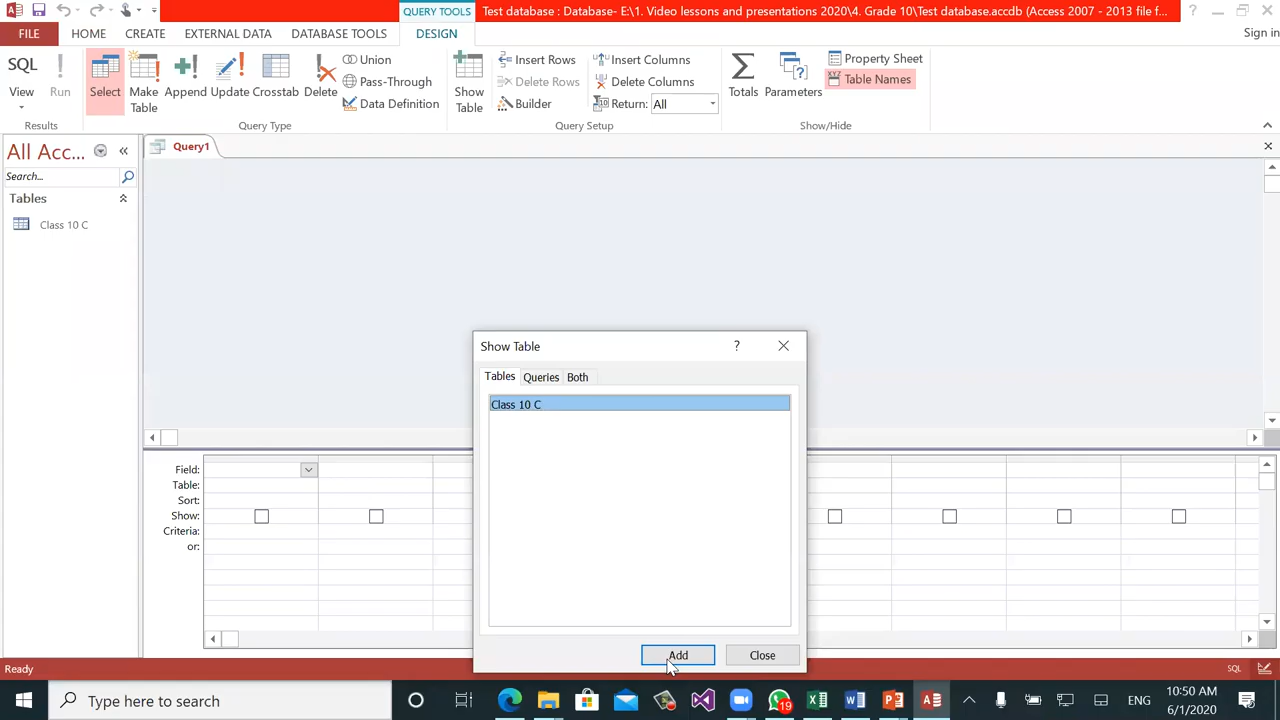 QUERY TOOLS
Test database : Database- E:\1. Video lessons and presentations 2020\4. Grade 10\Test database.accdb (Access 2007 - 2013 file f...
?
FILE HOME CREATE EXTERNAL DATA DATABASE TOOLS DESIGN
Sign in
SQL
View
!
Run
Results
Select
Make
Table
Append
Update
Crosstab
Delete
Union
Pass-Through
Data Definition
Query Type
Show
Table
Insert Rows
Delete Rows
Builder
Insert Columns
Delete Columns
Return: All
Query Setup
Totals
Parameters
Property Sheet
Table Names
Show/Hide
All Acc...
Search...
Tables
Class 10 C
Query1
Show Table
?
Tables Queries Both
Class 10 C
Add
Close
Field:
Table:
Sort:
Show:
Criteria:
or:
Ready
SQL
Type here to search
19
ENG
10:50 AM
6/1/2020